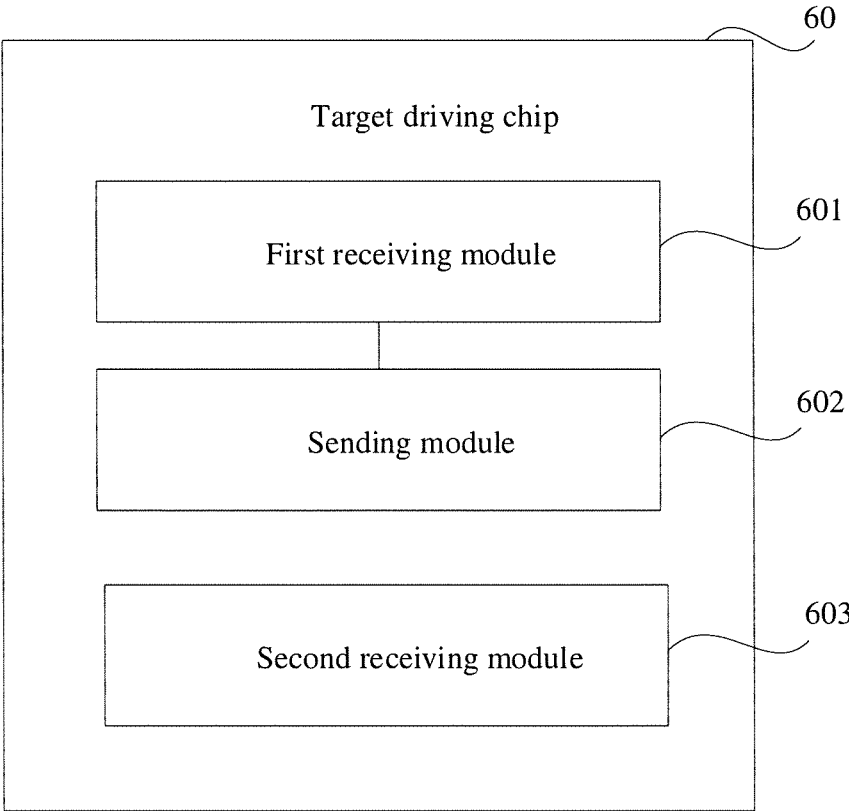 60
Target driving chip
601
First receiving module
602
Sending module
603
Second receiving module